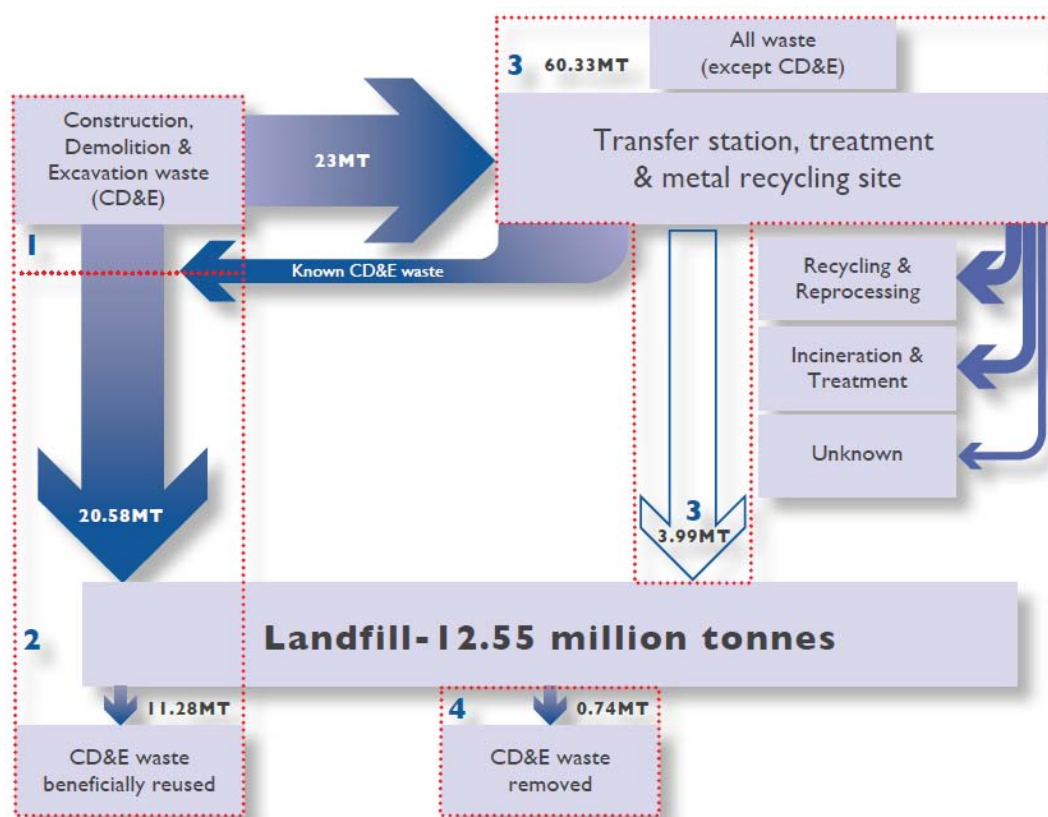 3
60.33MT
All waste
(except CD&E)
Construction,
Demolition &
Excavation waste
(CD&E)
23MT
Transfer station, treatment
& metal recycling site
1
Known CD&E waste
Recycling &
Reprocessing
Incineration &
Treatment
Unknown
20.58MT
3
3.99MT
2
Landfill-12.55 million tonnes
11.28MT
4
0.74MT
CD&E waste
beneficially reused
CD&E waste
removed